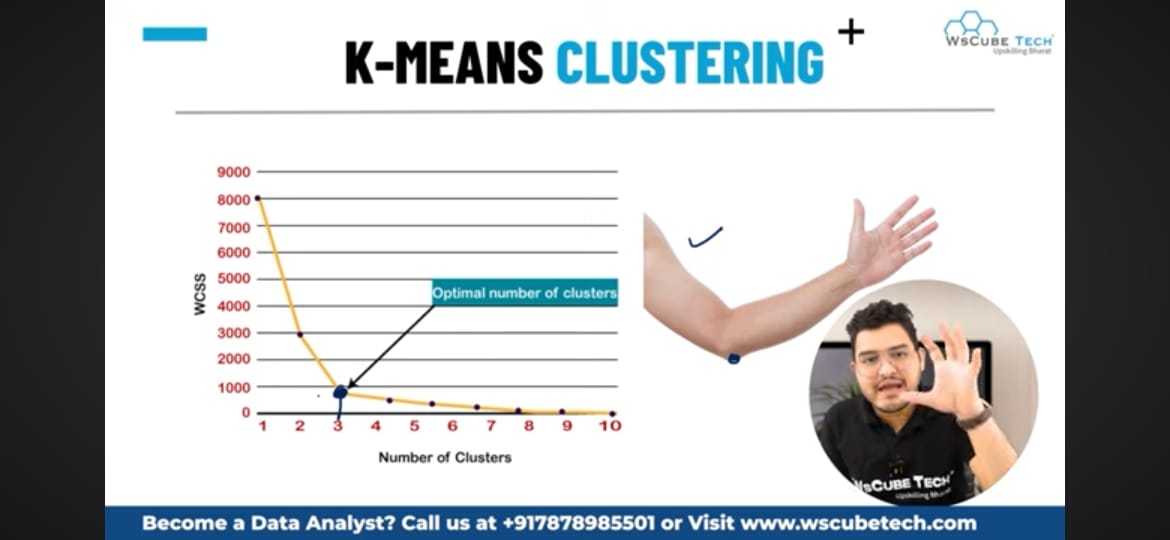 K-MEANS CLUSTERING
WSCUBE TECH
Upskilling Bharat
9000
8000
7000
6000
5000
4000
3000
2000
1000
0
WCSS
Optimal number of clusters
1 2 3 4 5 6 7 8 9 10
Number of Clusters
WSCUBE TECH
Upskilling Bharat
Become a Data Analyst? Call us at +917878985501 or Visit www.wscubetech.com